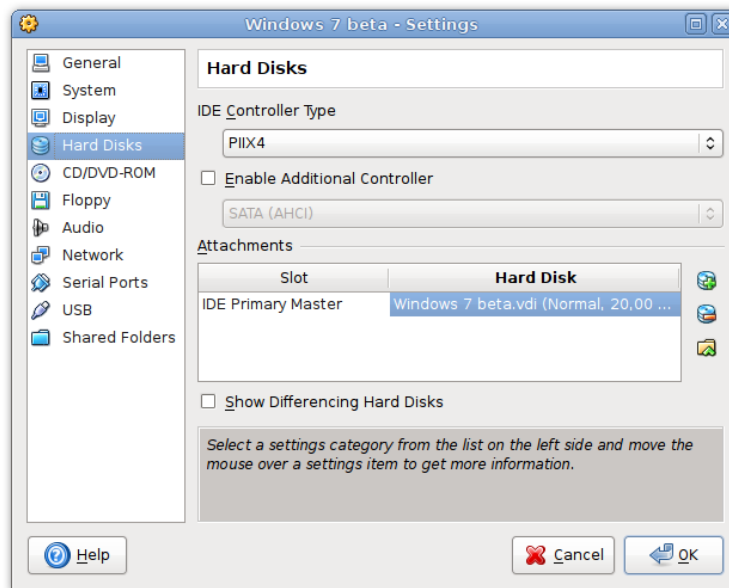 Windows 7 beta - Settings
General
System
Display
Hard Disks
CD/DVD-ROM
Floppy
Audio
Network
Serial Ports
USB
Shared Folders
Hard Disks
IDE Controller Type
PIIX4
Enable Additional Controller
SATA (AHCI)
Attachments
Slot Hard Disk
IDE Primary Master Windows 7 beta.vdi (Normal, 20,00 ...
Show Differencing Hard Disks
Select a settings category from the list on the left side and move the
mouse over a settings item to get more information.
Help Cancel OK